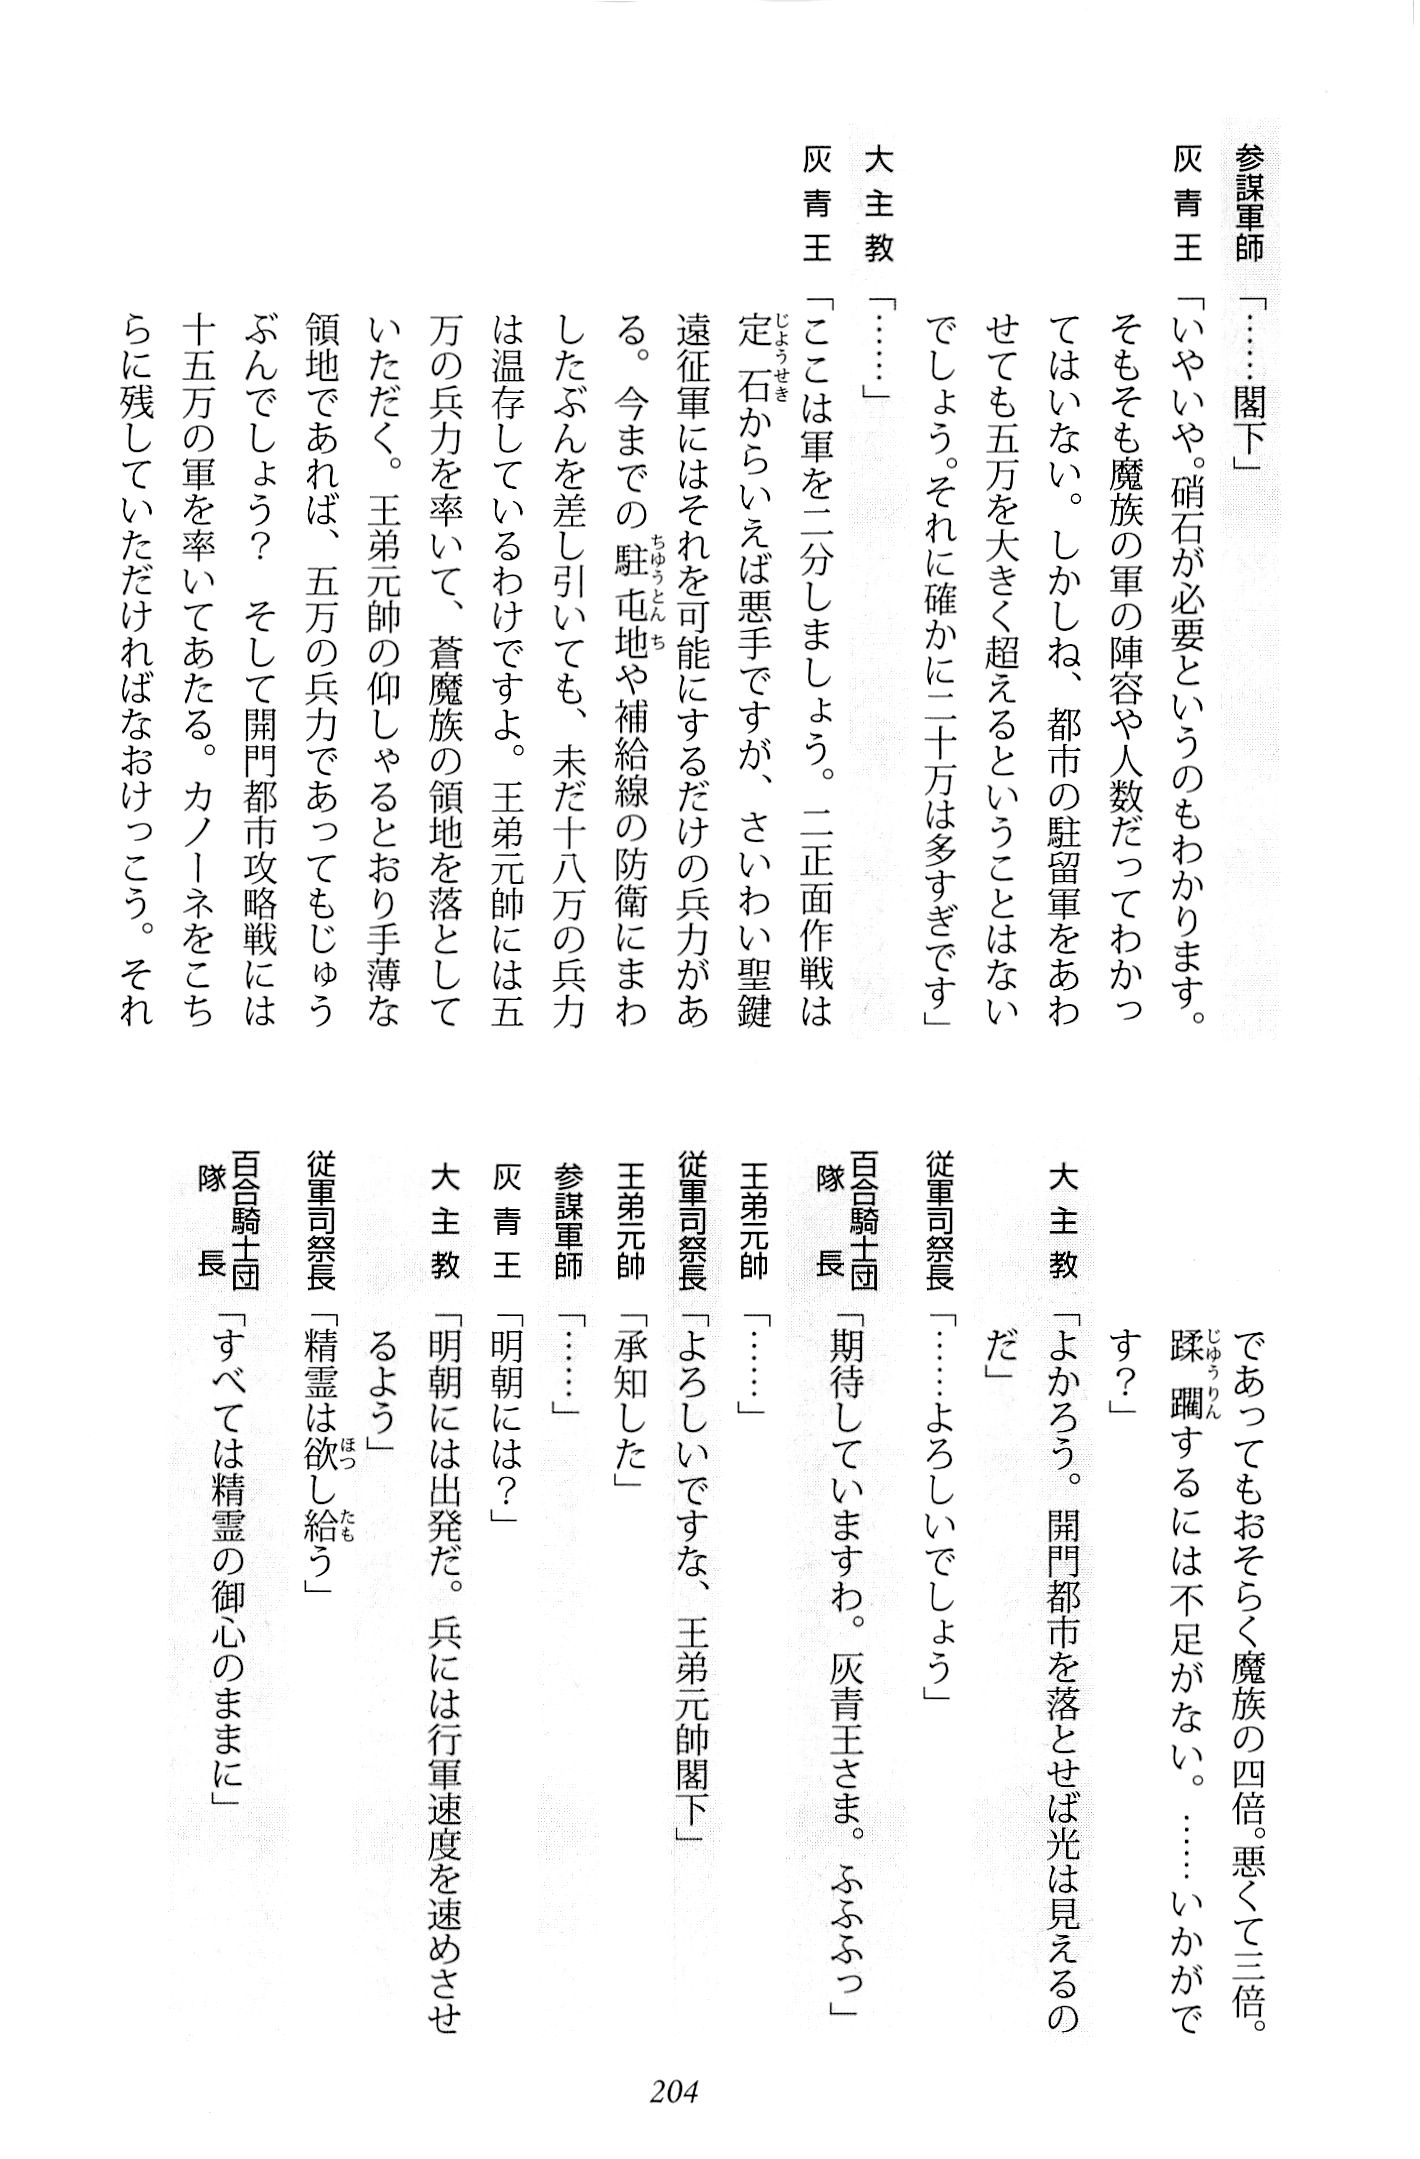 参謀軍師「……閣下」
灰青王「いやいや。硝石が必要というのもわかります。
そもそも魔族の軍の陣容や人数だってわかっ
てはいない。しかしね、都市の駐留軍をあわ
せても五万を大きく超えるということはない
でしょう。それに確かに二十万は多すぎです」
大主教「……」
灰青王「ここは軍を二分しましょう。二正面作戦は
定石からいえば悪手ですが、さいわい聖鍵
じようせき
遠征軍にはそれを可能にするだけの兵力があ
る。今までの駐屯地や補給線の防衛にまわ
ちゆうとんち
したぶんを差し引いても、未だ十八万の兵力
は温存しているわけですよ。王弟元帥には五
万の兵力を率いて、蒼魔族の領地を落として
いただく。王弟元帥の仰しゃるとおり手薄な
領地であれば、五万の兵力であってもじゅう
ぶんでしょう？　そして開門都市攻略戦には
十五万の軍を率いてあたる。カノーネをこち
らに残していただければなおけっこう。それ
であってもおそらく魔族の四倍。悪くて三倍。
蹂躙するには不足がない。……いかがで
じゆうりん
す？」
大主教「よかろう。開門都市を落とせば光は見えるの
だ」
従軍司祭長「……よろしいでしょう」
百合騎士団
隊長「期待していますわ。灰青王さま。ふふふっ」
王弟元帥「……」
従軍司祭長「よろしいですな、王弟元帥閣下」
王弟元帥「承知した」
参謀軍師「……」
灰青王「明朝には？」
大主教「明朝には出発だ。兵には行軍速度を速めさせ
るよう」
従軍司祭長「精霊は欲し給う」
ほつ　たも
百合騎士団
隊長「すべては精霊の御心のままに」
204